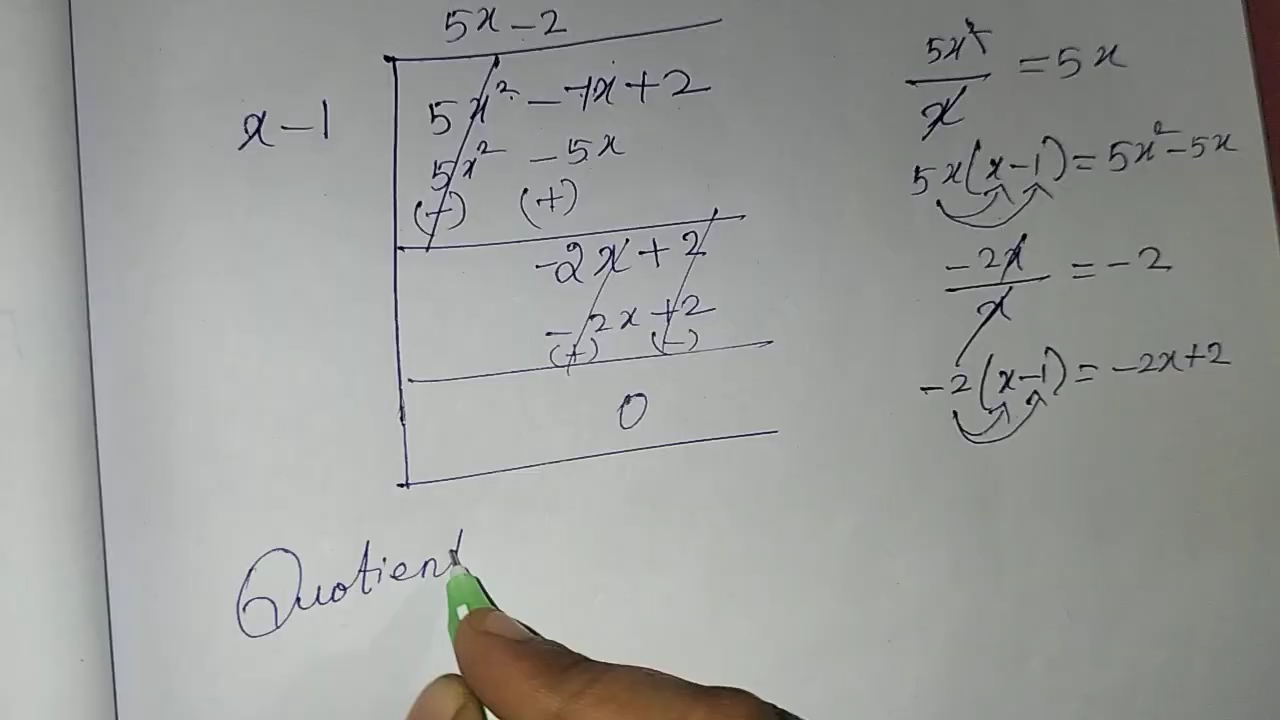 5x - 2
x - 1
5x² - 7x + 2
5x² - 5x
(-) (+)
-2x + 2
-2x + 2
(+) (-)
0
5x²/x = 5x
5x(x-1) = 5x² - 5x
-2x/x = -2
-2(x-1) = -2x+2
Quotient